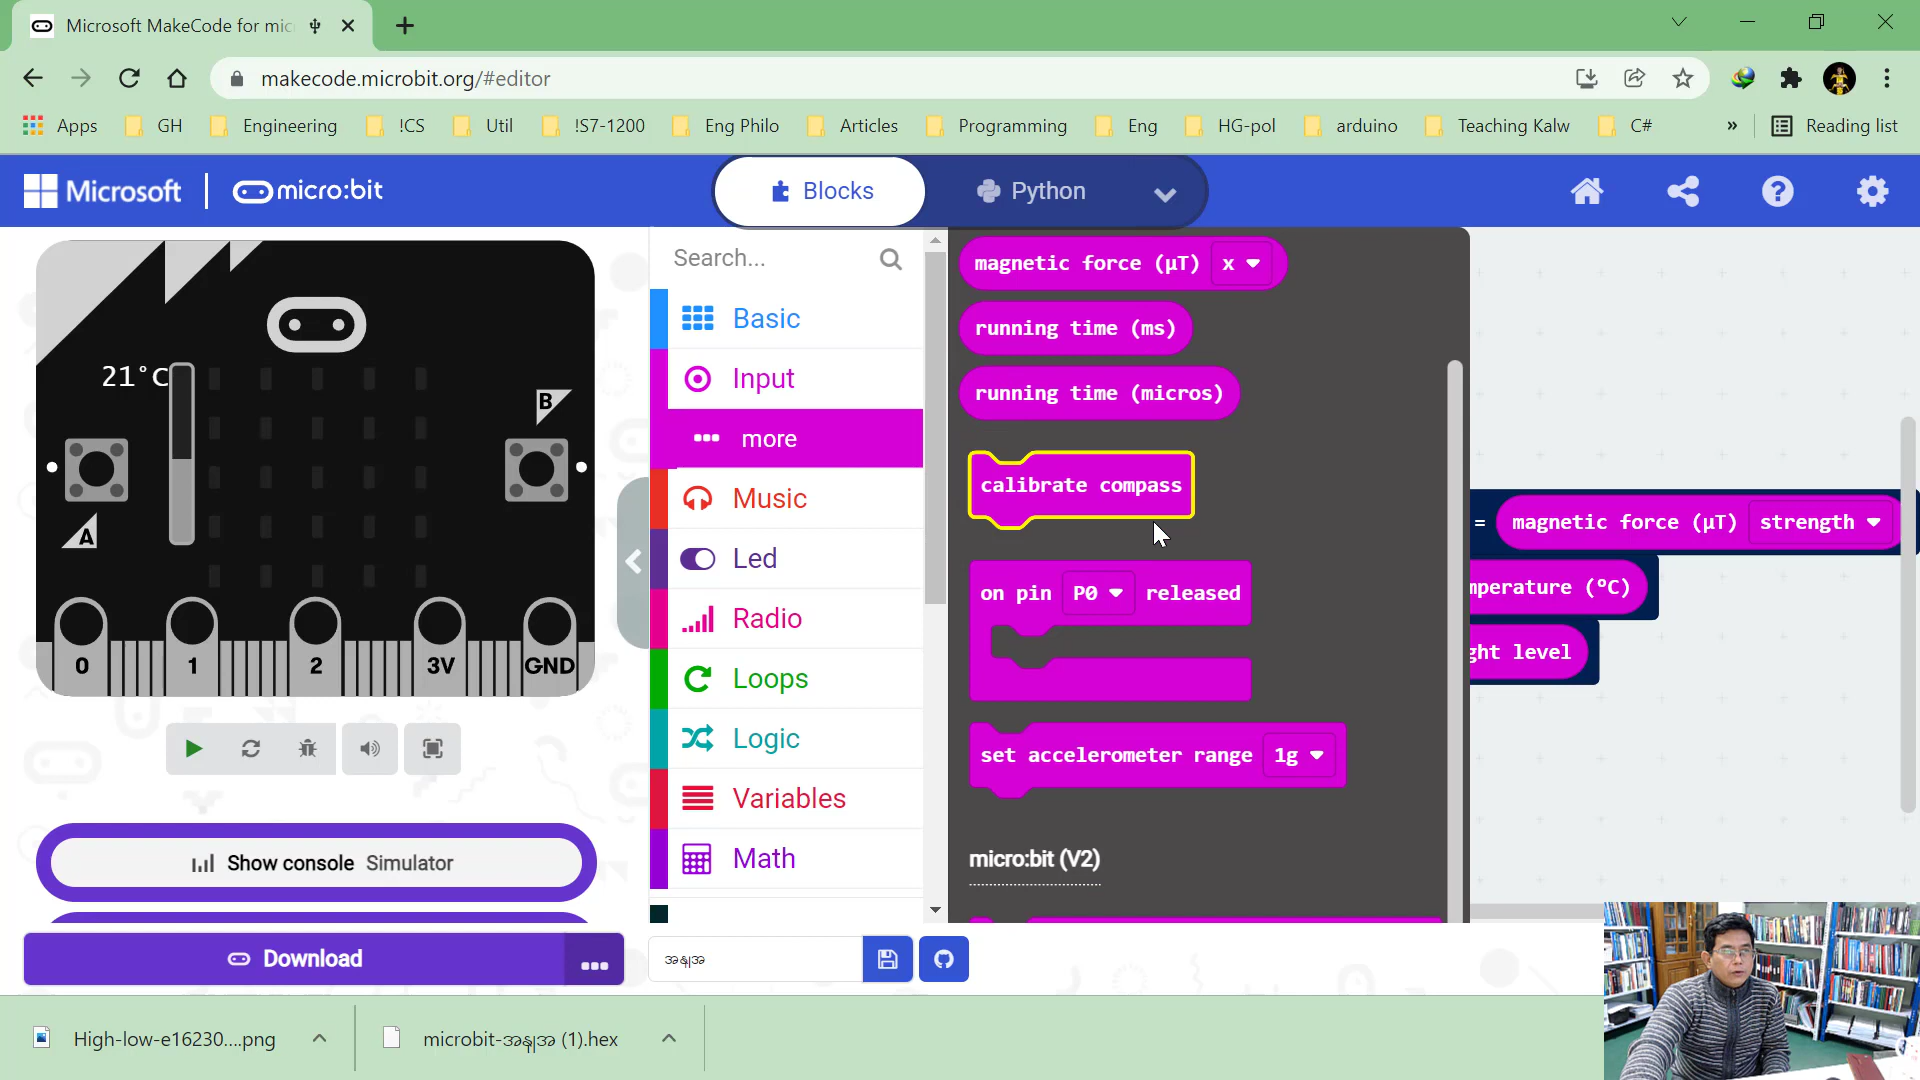 Microsoft MakeCode for mic
makecode.microbit.org/#editor
Apps GH Engineering !CS Util !S7-1200 Eng Philo Articles Programming Eng HG-pol arduino Teaching Kalw C# » Reading list
Microsoft micro:bit Blocks Python
21°C
A
B
0 1 2 3V GND
Show console Simulator
Download ...
Search...
Basic
Input
more
Music
Led
Radio
Loops
Logic
Variables
Math
magnetic force (µT) x
running time (ms)
running time (micros)
calibrate compass
on pin P0 released
set accelerometer range 1g
micro:bit (V2)
= magnetic force (µT) strength
mperature (°C)
ght level
High-low-e16230....png